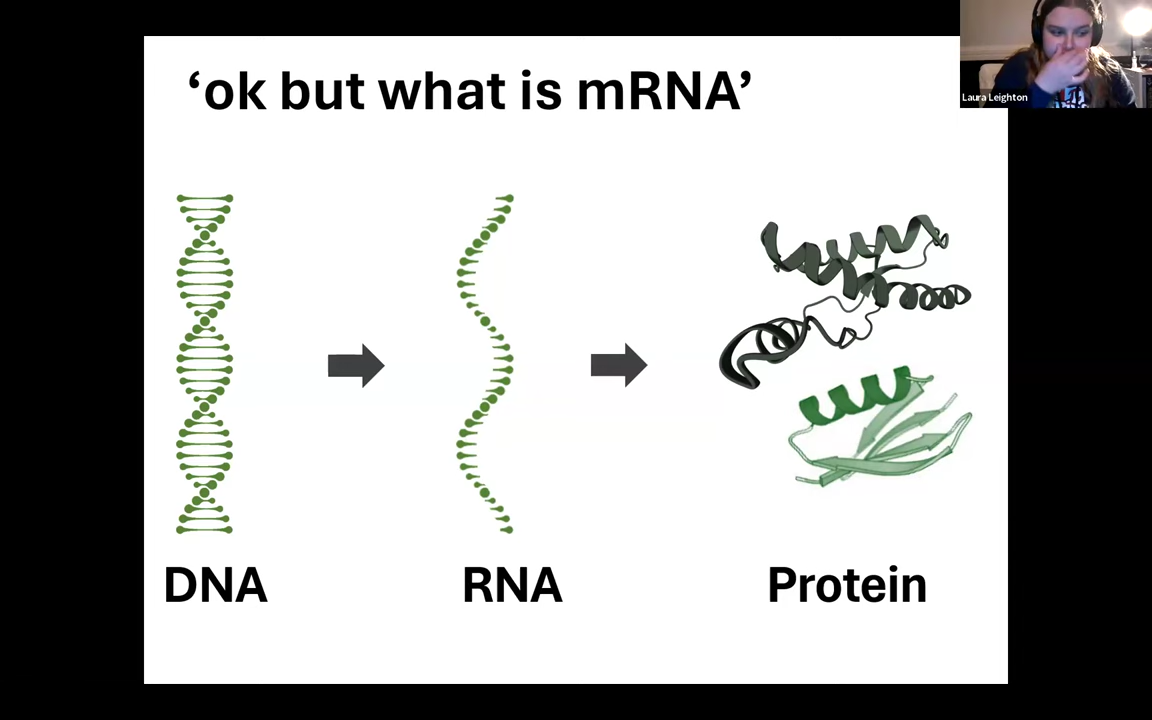 ‘ok but what is mRNA’
Laura Leighton
DNA
RNA
Protein